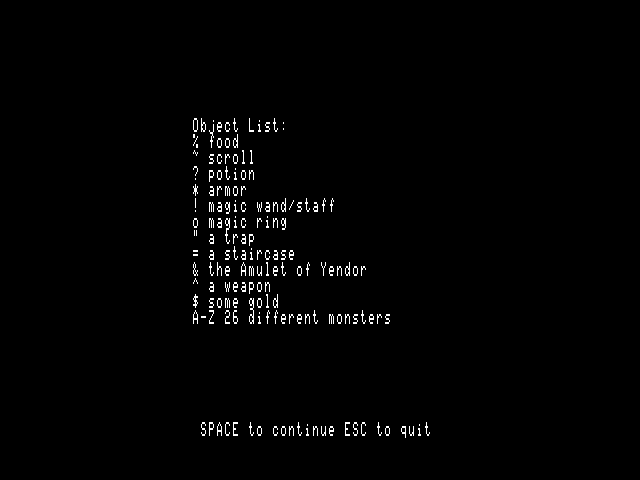 Object List:
% food
~ scroll
? potion
* armor
! magic wand/staff
o magic ring
" a trap
= a staircase
& the Amulet of Yendor
^ a weapon
$ some gold
A-Z 26 different monsters
SPACE to continue ESC to quit